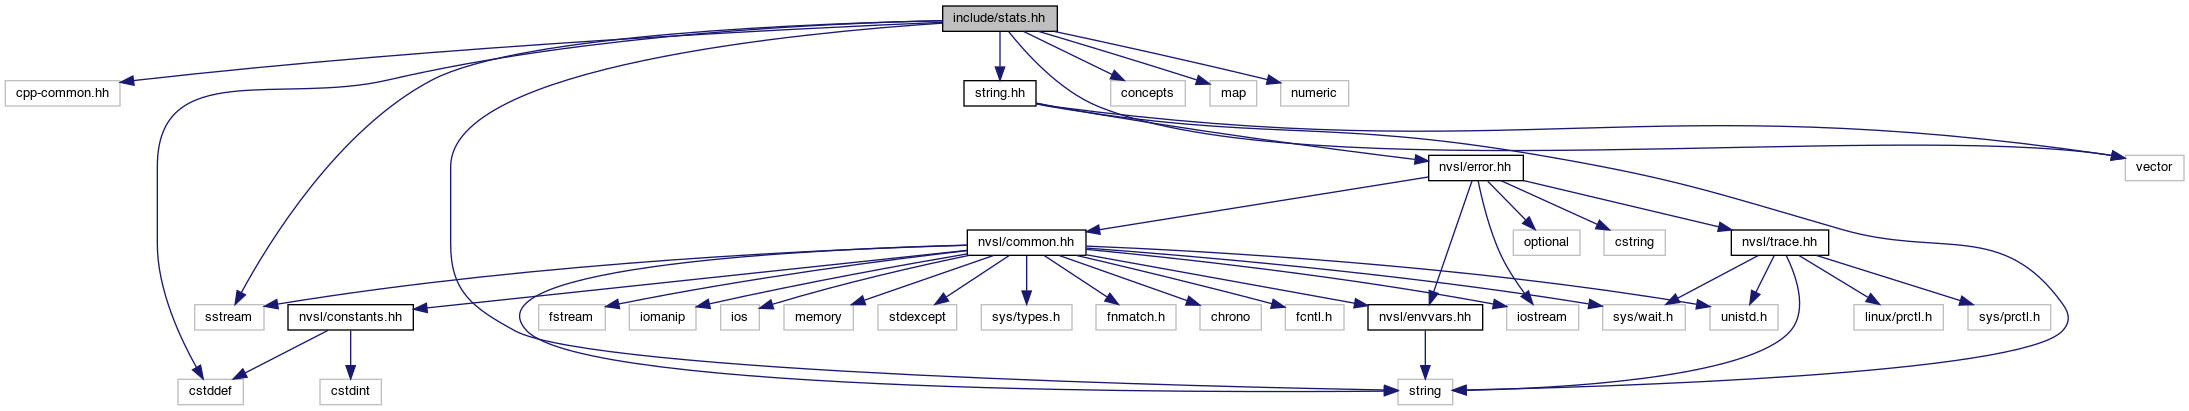 include/stats.hh
cpp-common.hh
string.hh
concepts
map
numeric
nvsl/error.hh
vector
nvsl/common.hh
optional
cstring
nvsl/trace.hh
sstream
nvsl/constants.hh
fstream
iomanip
ios
memory
stdexcept
sys/types.h
fnmatch.h
chrono
fcntl.h
nvsl/envvars.hh
iostream
sys/wait.h
unistd.h
linux/prctl.h
sys/prctl.h
cstddef
cstdint
string